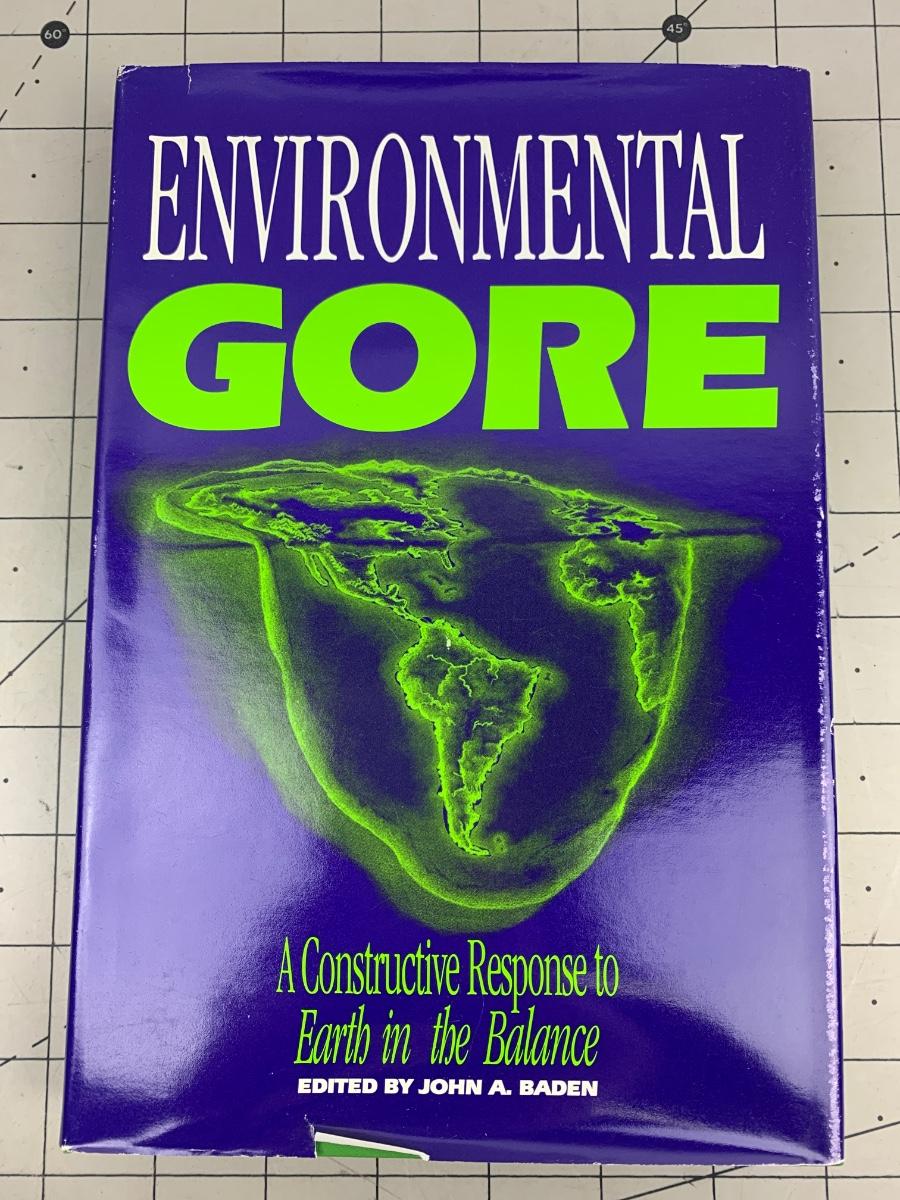 60°
45°
ENVIRONMENTAL
GORE
A Constructive Response to
Earth in the Balance
EDITED BY JOHN A. BADEN